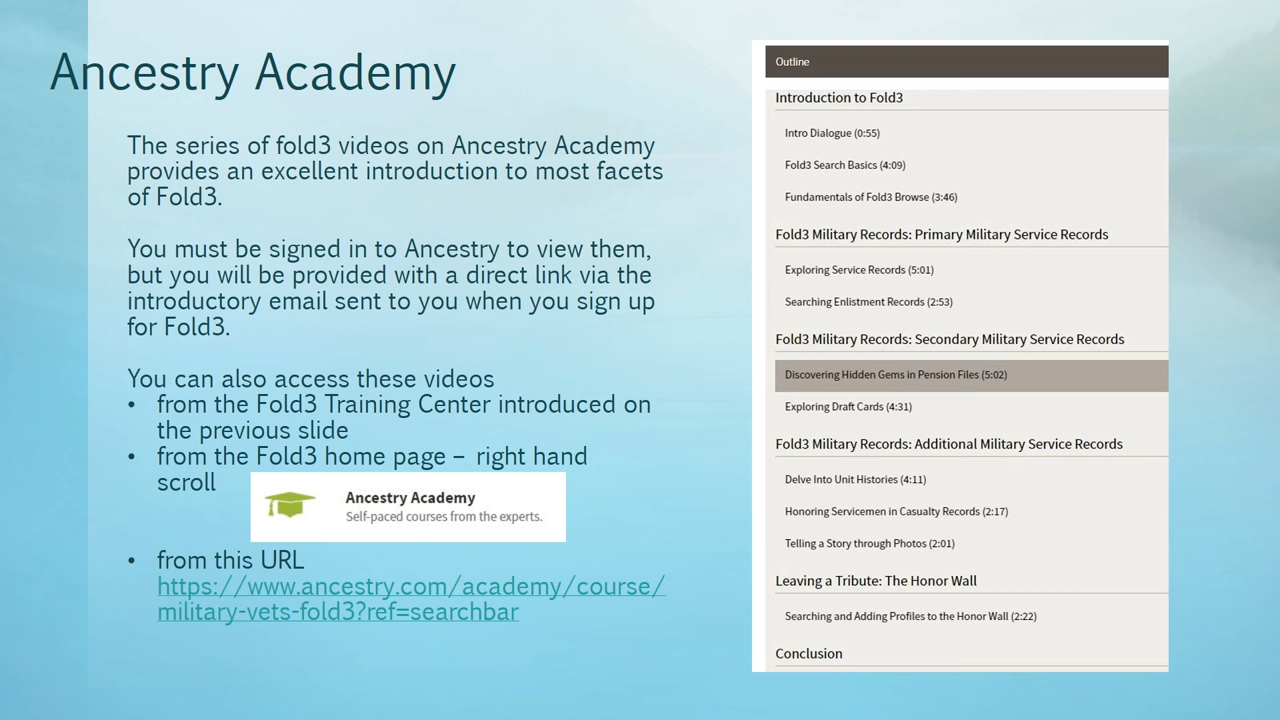 Ancestry Academy
The series of fold3 videos on Ancestry Academy
provides an excellent introduction to most facets
of Fold3.
You must be signed in to Ancestry to view them,
but you will be provided with a direct link via the
introductory email sent to you when you sign up
for Fold3.
You can also access these videos
• from the Fold3 Training Center introduced on
the previous slide
• from the Fold3 home page – right hand
scroll
Ancestry Academy
Self-paced courses from the experts.
• from this URL
https://www.ancestry.com/academy/course/
military-vets-fold3?ref=searchbar
Outline
Introduction to Fold3
Intro Dialogue (0:55)
Fold3 Search Basics (4:09)
Fundamentals of Fold3 Browse (3:46)
Fold3 Military Records: Primary Military Service Records
Exploring Service Records (5:01)
Searching Enlistment Records (2:53)
Fold3 Military Records: Secondary Military Service Records
Discovering Hidden Gems in Pension Files (5:02)
Exploring Draft Cards (4:31)
Fold3 Military Records: Additional Military Service Records
Delve Into Unit Histories (4:11)
Honoring Servicemen in Casualty Records (2:17)
Telling a Story through Photos (2:01)
Leaving a Tribute: The Honor Wall
Searching and Adding Profiles to the Honor Wall (2:22)
Conclusion